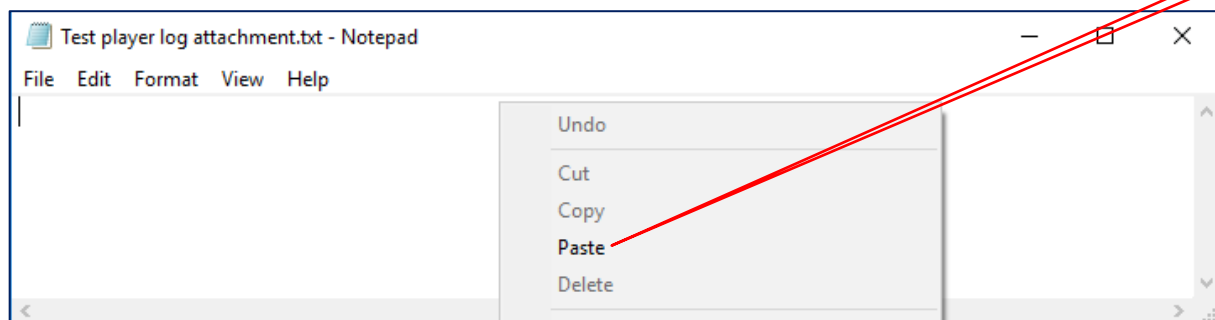 Test player log attachment.txt - Notepad
File Edit Format View Help
Undo
Cut
Copy
Paste
Delete